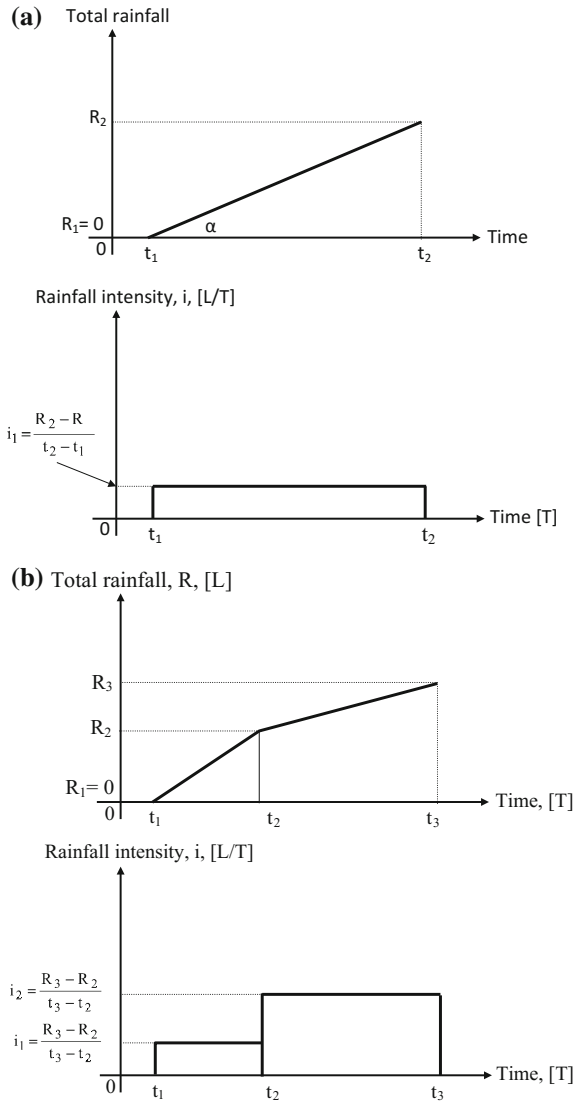 (a) Total rainfall
R₂
R₁= 0
α
0
t₁
t₂
Time
Rainfall intensity, i, [L/T]
i₁ = (R₂ − R)/(t₂ − t₁)
0
t₁
t₂
Time [T]
(b) Total rainfall, R, [L]
R₃
R₂
R₁= 0
0
t₁
t₂
t₃
Time, [T]
Rainfall intensity, i, [L/T]
i₂ = (R₃ − R₂)/(t₃ − t₂)
i₁ = (R₃ − R₂)/(t₃ − t₂)
0
t₁
t₂
t₃
Time, [T]